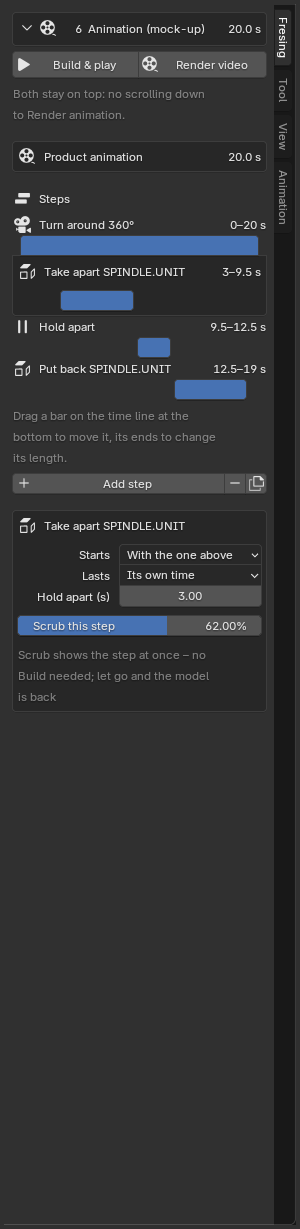 6 Animation (mock-up) 20.0 s
Build & play Render video
Both stay on top: no scrolling down
to Render animation.
Product animation 20.0 s
Steps
Turn around 360° 0–20 s
Take apart SPINDLE.UNIT 3–9.5 s
Hold apart 9.5–12.5 s
Put back SPINDLE.UNIT 12.5–19 s
Drag a bar on the time line at the
bottom to move it, its ends to change
its length.
Add step
Take apart SPINDLE.UNIT
Starts With the one above
Lasts Its own time
Hold apart (s) 3.00
Scrub this step 62.00%
Scrub shows the step at once – no
Build needed; let go and the model
is back
Fresing
Tool
View
Animation